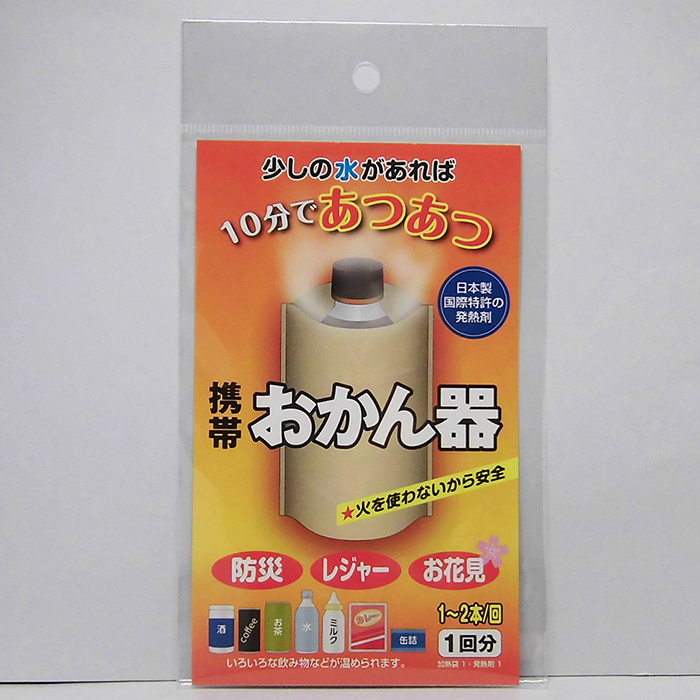 少しの水があれば
10分であつあつ
日本製
国際特許の
発熱剤
携帯
おかん器
★火を使わないから安全
防災
レジャー
お花見
酒
coffee
お茶
水
ミルク
カレー
缶詰
1〜2本/回
1回分
いろいろな飲み物などが温められます。
加熱袋1・発熱剤1